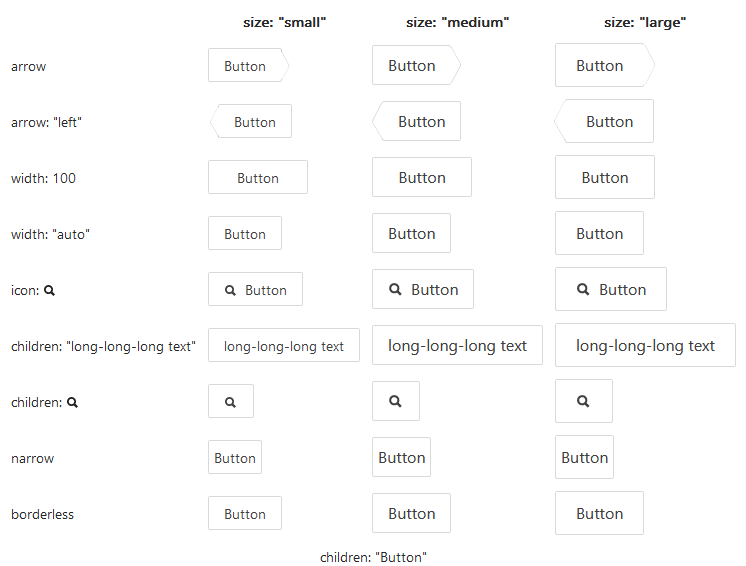 size: "small" size: "medium" size: "large"
arrow Button Button Button
arrow: "left" Button Button Button
width: 100 Button Button Button
width: "auto" Button Button Button
icon: Button Button Button
children: "long-long-long text" long-long-long text long-long-long text long-long-long text
children:
narrow Button Button Button
borderless Button Button Button
children: "Button"